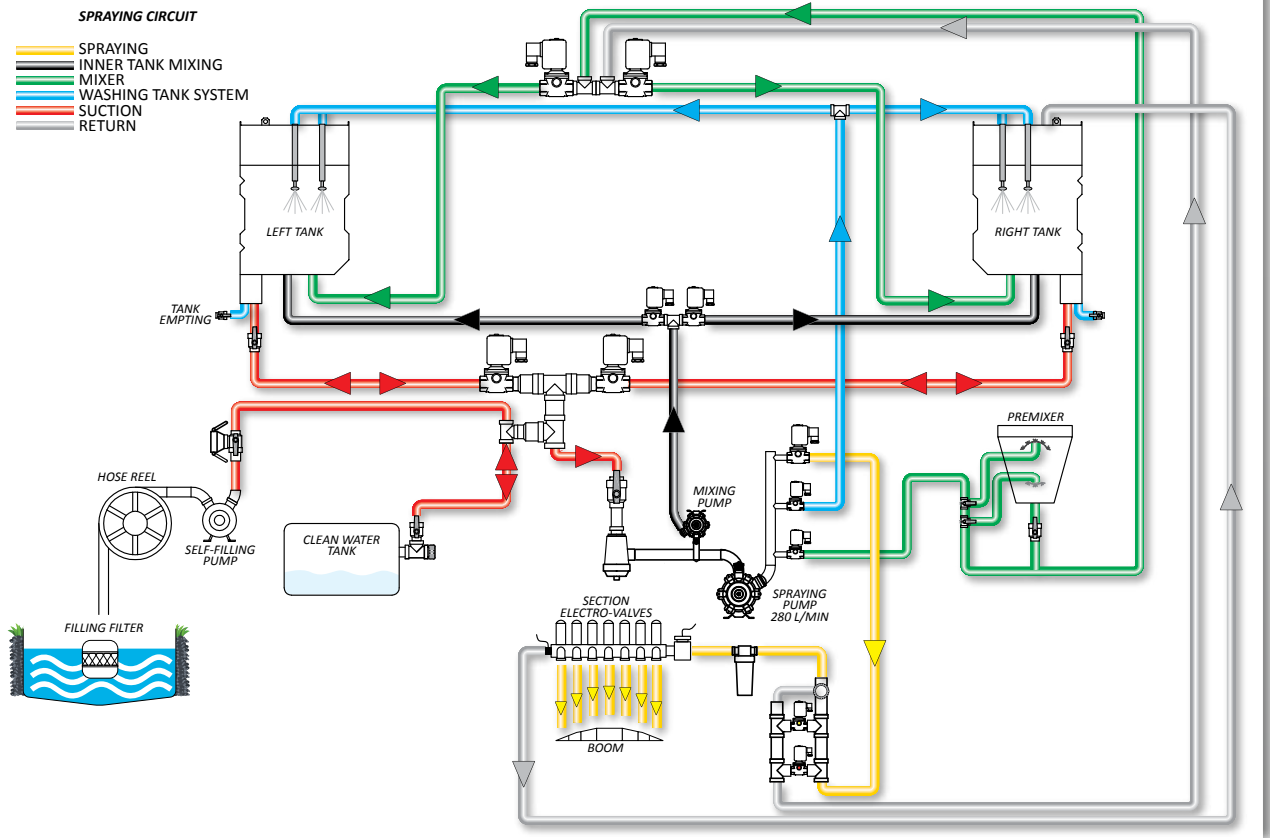 SPRAYING CIRCUIT
SPRAYING
INNER TANK MIXING
MIXER
WASHING TANK SYSTEM
SUCTION
RETURN
LEFT TANK
RIGHT TANK
TANK
EMPTYING
PREMIXER
HOSE REEL
MIXING
PUMP
SELF-FILLING
PUMP
CLEAN WATER
TANK
SPRAYING
PUMP
280 L/MIN
SECTION
ELECTRO-VALVES
FILLING FILTER
BOOM